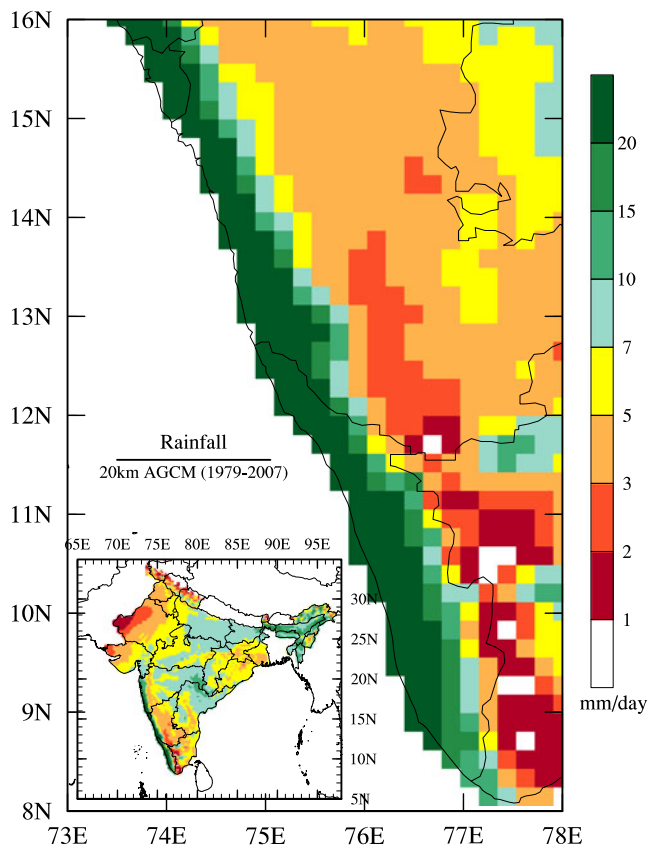 16N
15N
14N
13N
12N
11N
10N
9N
8N
73E 74E 75E 76E 77E 78E
Rainfall
20km AGCM (1979-2007)
65E 70E 75E 80E 85E 90E 95E
30N
25N
20N
15N
10N
5N
20
15
10
7
5
3
2
1
mm/day